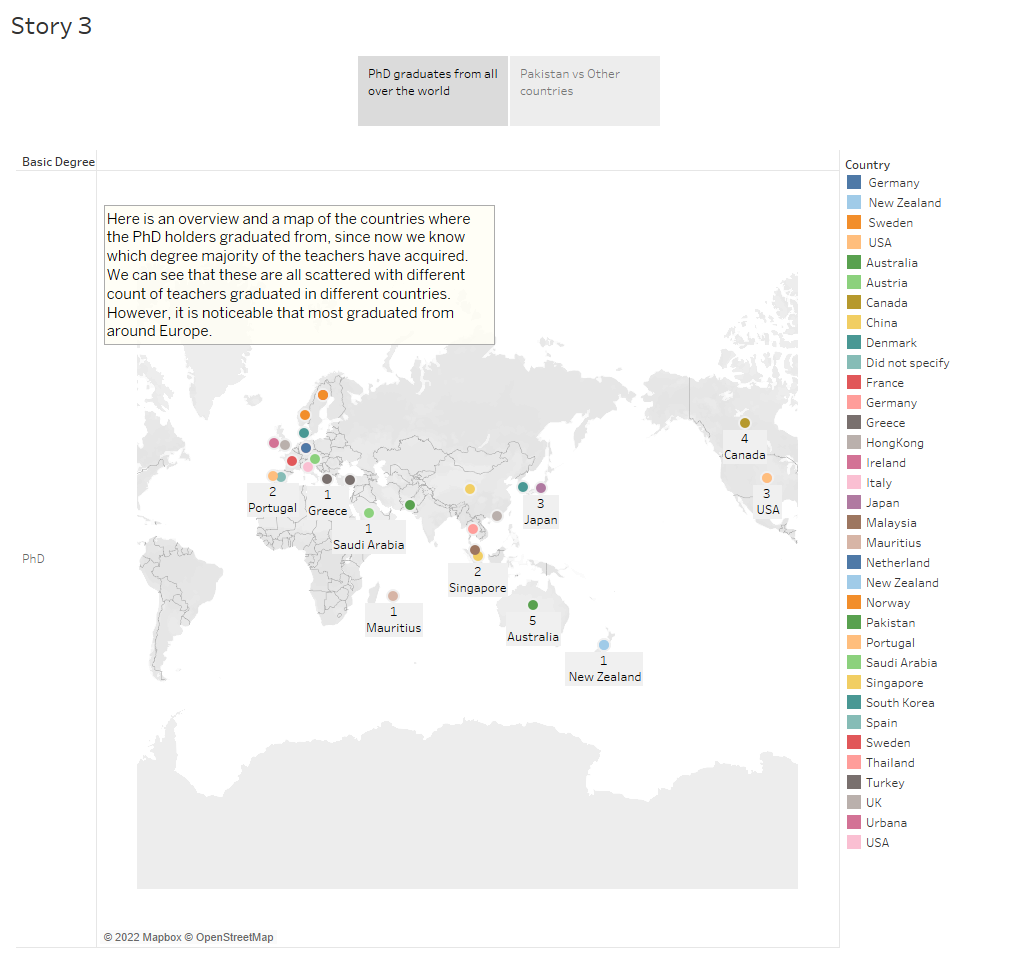 Story 3
PhD graduates from all
over the world
Pakistan vs Other
countries
Basic Degree
Here is an overview and a map of the countries where
the PhD holders graduated from, since now we know
which degree majority of the teachers have acquired.
We can see that these are all scattered with different
count of teachers graduated in different countries.
However, it is noticeable that most graduated from
around Europe.
PhD
4
Canada
3
USA
2
Portugal
1
Greece
3
Japan
1
Saudi Arabia
2
Singapore
1
Mauritius
5
Australia
1
New Zealand
© 2022 Mapbox © OpenStreetMap
Country
Germany
New Zealand
Sweden
USA
Australia
Austria
Canada
China
Denmark
Did not specify
France
Germany
Greece
HongKong
Ireland
Italy
Japan
Malaysia
Mauritius
Netherland
New Zealand
Norway
Pakistan
Portugal
Saudi Arabia
Singapore
South Korea
Spain
Sweden
Thailand
Turkey
UK
Urbana
USA